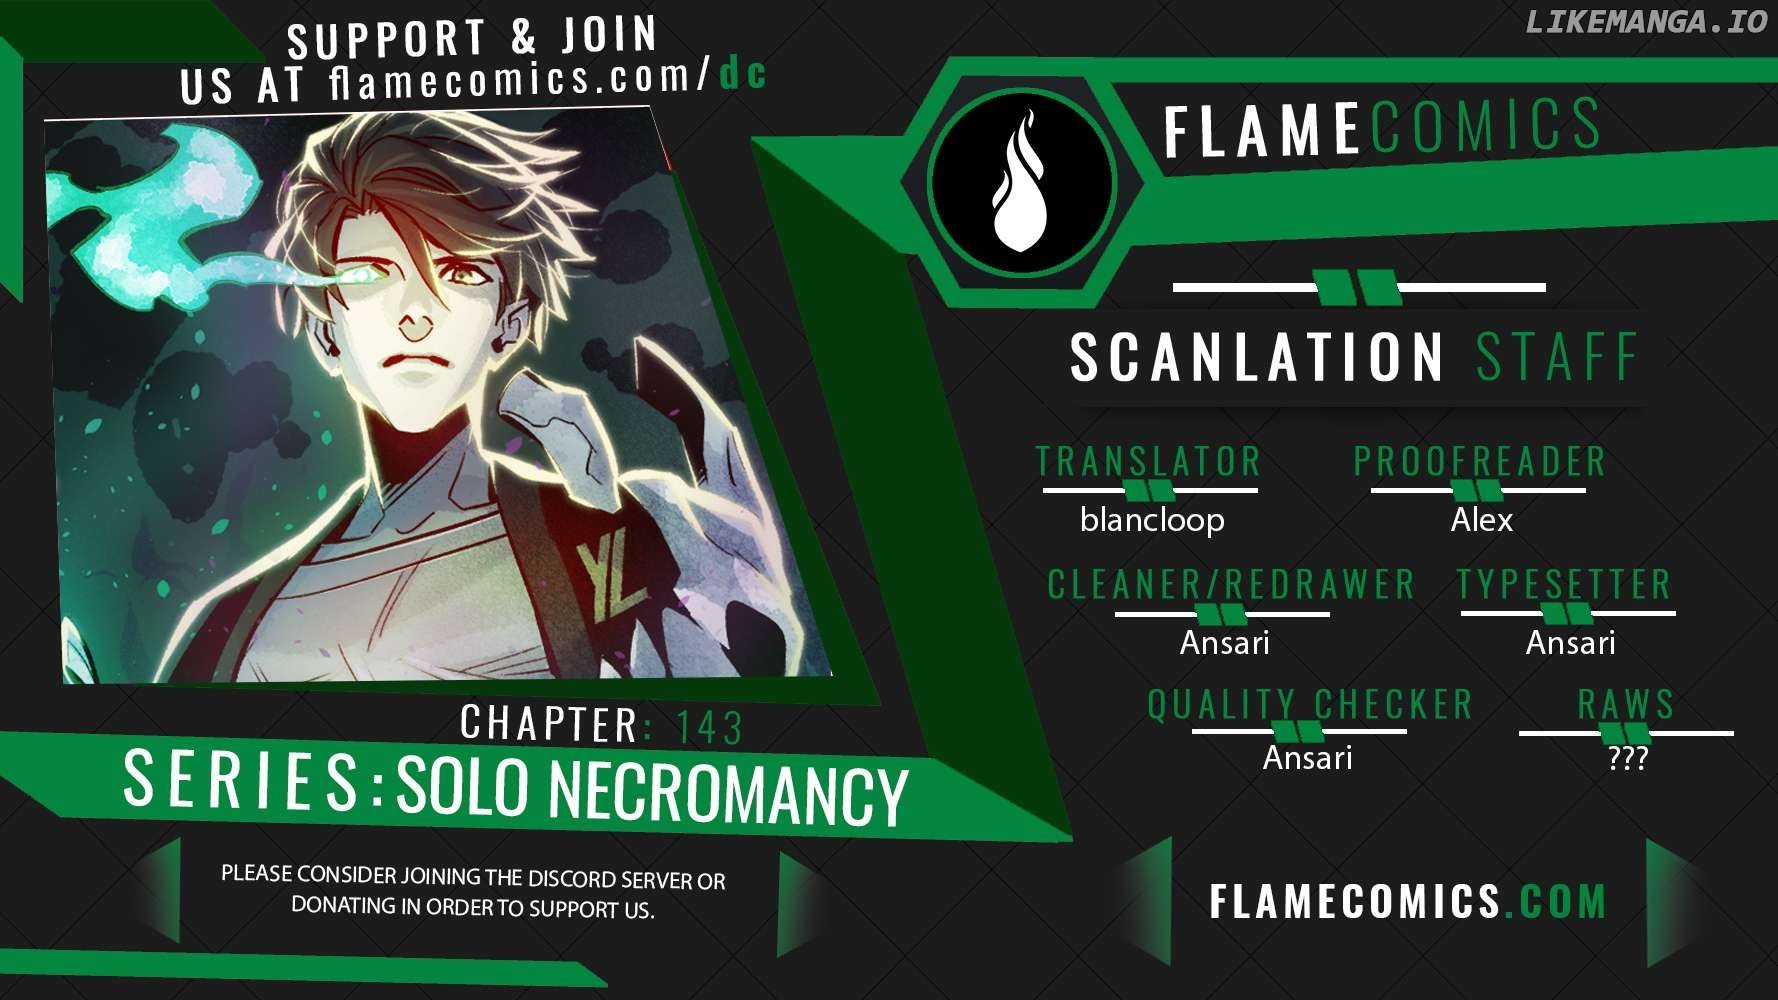 LIKEMANGA.IO
SUPPORT & JOIN
US AT flamecomics.com/dc
FLAMECOMICS
SCANLATION STAFF
TRANSLATOR
blancloop
PROOFREADER
Alex
CLEANER/REDRAWER
Ansari
TYPESETTER
Ansari
QUALITY CHECKER
Ansari
RAWS
???
YL
CHAPTER: 143
SERIES: SOLO NECROMANCY
PLEASE CONSIDER JOINING THE DISCORD SERVER OR
DONATING IN ORDER TO SUPPORT US.
FLAMECOMICS.COM